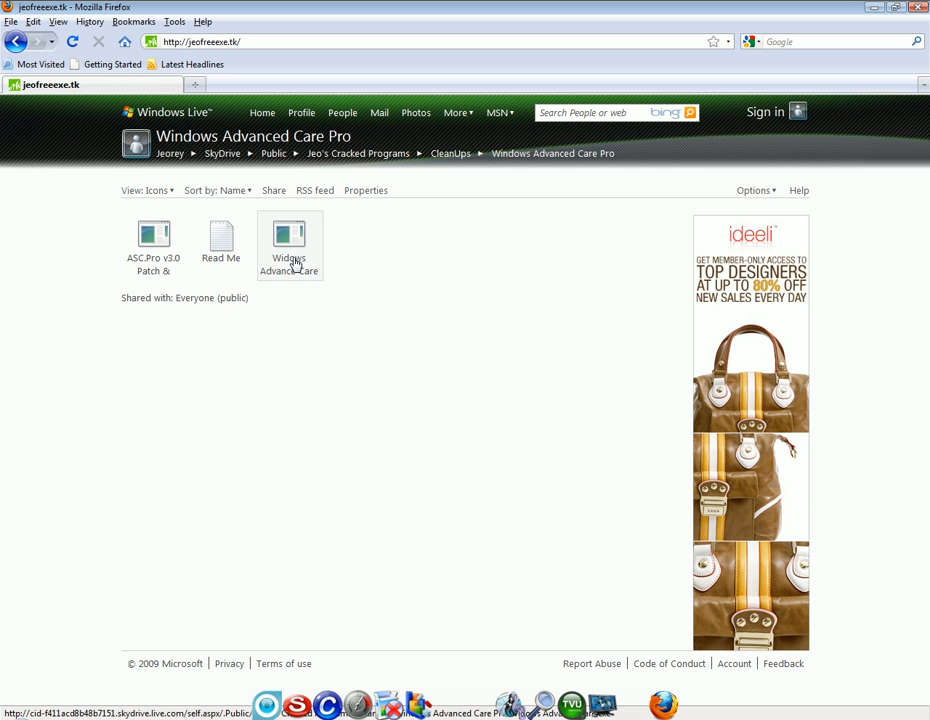 jeofreeexe.tk - Mozilla Firefox
File Edit View History Bookmarks Tools Help
http://jeofreeexe.tk/
Google
Most Visited Getting Started Latest Headlines
jeofreeexe.tk
Windows Live™ Home Profile People Mail Photos More MSN Search People or web bing Sign in
Windows Advanced Care Pro
Jeorey SkyDrive Public Jeo's Cracked Programs CleanUps Windows Advanced Care Pro
View: Icons Sort by: Name Share RSS feed Properties Options Help
ASC.Pro v3.0 Patch &
Read Me
Widows Advance Care
Shared with: Everyone (public)
ideeli
GET MEMBER-ONLY ACCESS TO
TOP DESIGNERS
AT UP TO 80% OFF
NEW SALES EVERY DAY
© 2009 Microsoft Privacy Terms of use Report Abuse Code of Conduct Account Feedback
S C TVU
http://cid-f411acd8b48b7151.skydrive.live.com/self.aspx/.Public/